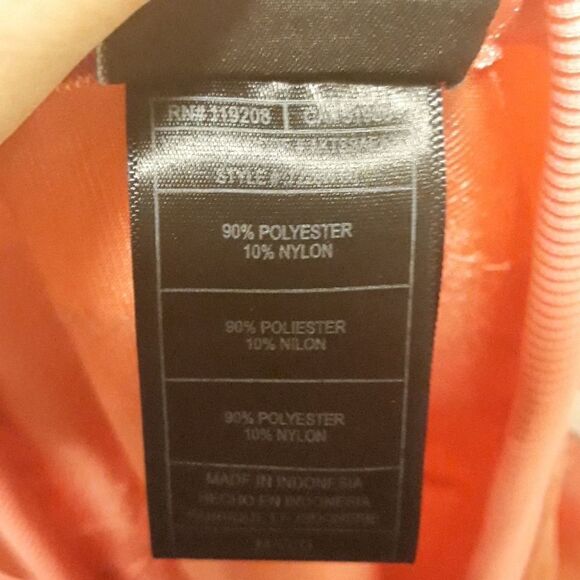 RN# 119208
STYLE #
90% POLYESTER
10% NYLON
90% POLIESTER
10% NILON
90% POLYESTER
10% NYLON
MADE IN INDONESIA
HECHO EN INDONESIA